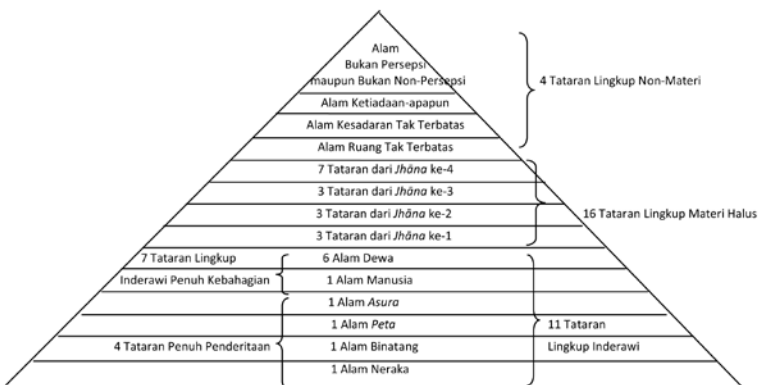 Alam
Bukan Persepsi
maupun Bukan Non-Persepsi
4 Tataran Lingkup Non-Materi
Alam Ketiadaan-apapun
Alam Kesadaran Tak Terbatas
Alam Ruang Tak Terbatas
7 Tataran dari Jhāna ke-4
3 Tataran dari Jhāna ke-3
3 Tataran dari Jhāna ke-2
16 Tataran Lingkup Materi Halus
3 Tataran dari Jhāna ke-1
7 Tataran Lingkup
6 Alam Dewa
Inderawi Penuh Kebahagian
1 Alam Manusia
1 Alam Asura
1 Alam Peta
11 Tataran
4 Tataran Penuh Penderitaan
1 Alam Binatang
Lingkup Inderawi
1 Alam Neraka